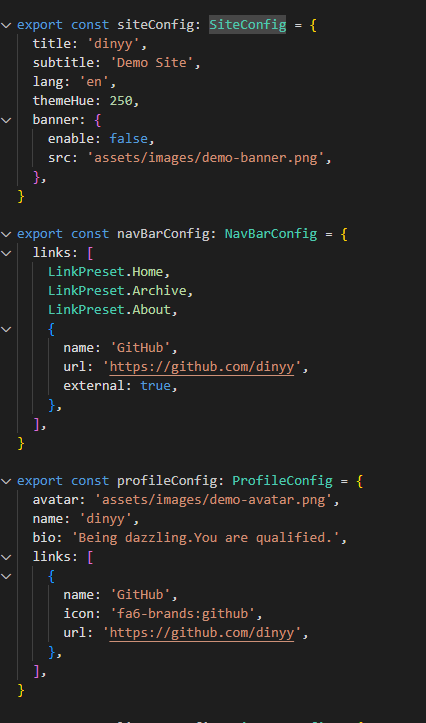 export const siteConfig: SiteConfig = {
  title: 'dinyy',
  subtitle: 'Demo Site',
  lang: 'en',
  themeHue: 250,
  banner: {
    enable: false,
    src: 'assets/images/demo-banner.png',
  },
}

export const navBarConfig: NavBarConfig = {
  links: [
    LinkPreset.Home,
    LinkPreset.Archive,
    LinkPreset.About,
    {
      name: 'GitHub',
      url: 'https://github.com/dinyy',
      external: true,
    },
  ],
}

export const profileConfig: ProfileConfig = {
  avatar: 'assets/images/demo-avatar.png',
  name: 'dinyy',
  bio: 'Being dazzling.You are qualified.',
  links: [
    {
      name: 'GitHub',
      icon: 'fa6-brands:github',
      url: 'https://github.com/dinyy',
    },
  ],
}